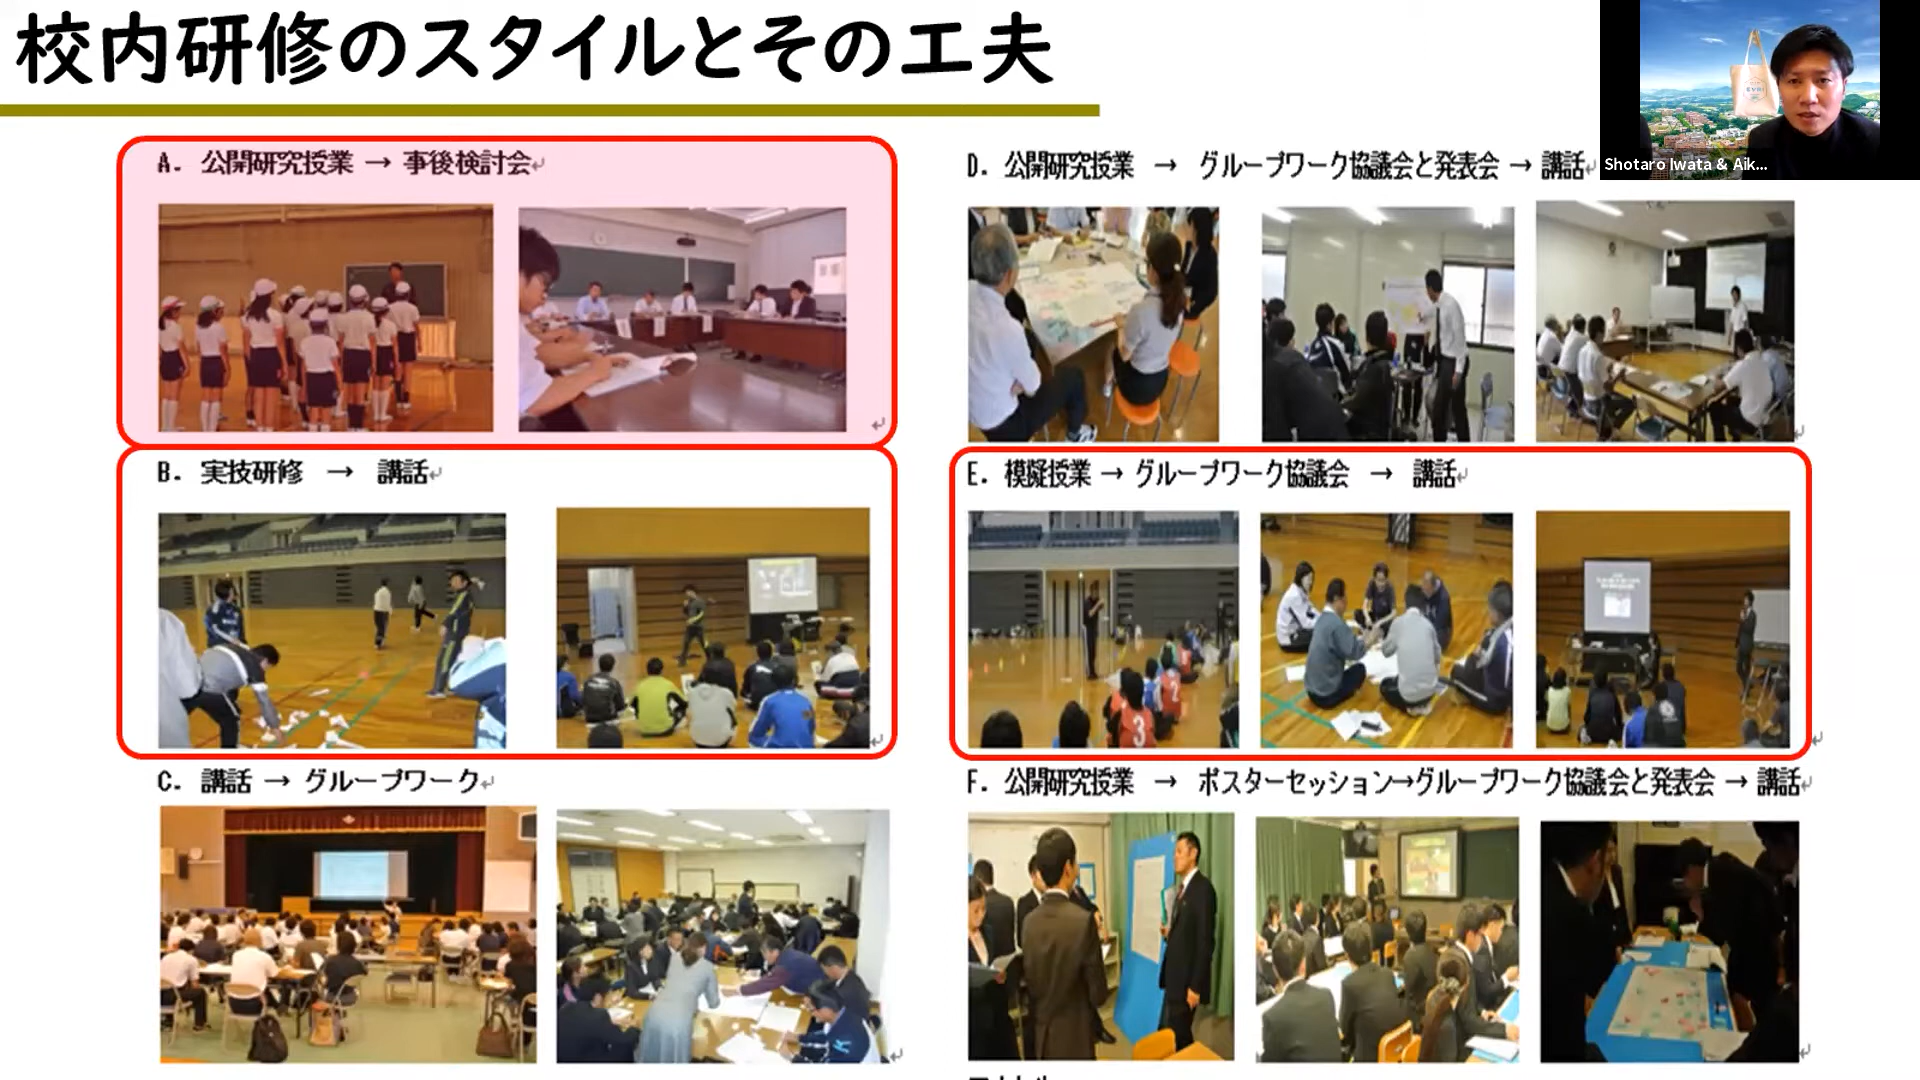 校内研修のスタイルとその工夫
Shotaro Iwata & Aik...
A. 公開研究授業 → 事後検討会
B. 実技研修 → 講話
C. 講話 → グループワーク
D. 公開研究授業 → グループワーク協議会と発表会 → 講話
E. 模擬授業 → グループワーク協議会 → 講話
3
F. 公開研究授業 → ポスターセッション→グループワーク協議会と発表会 → 講話